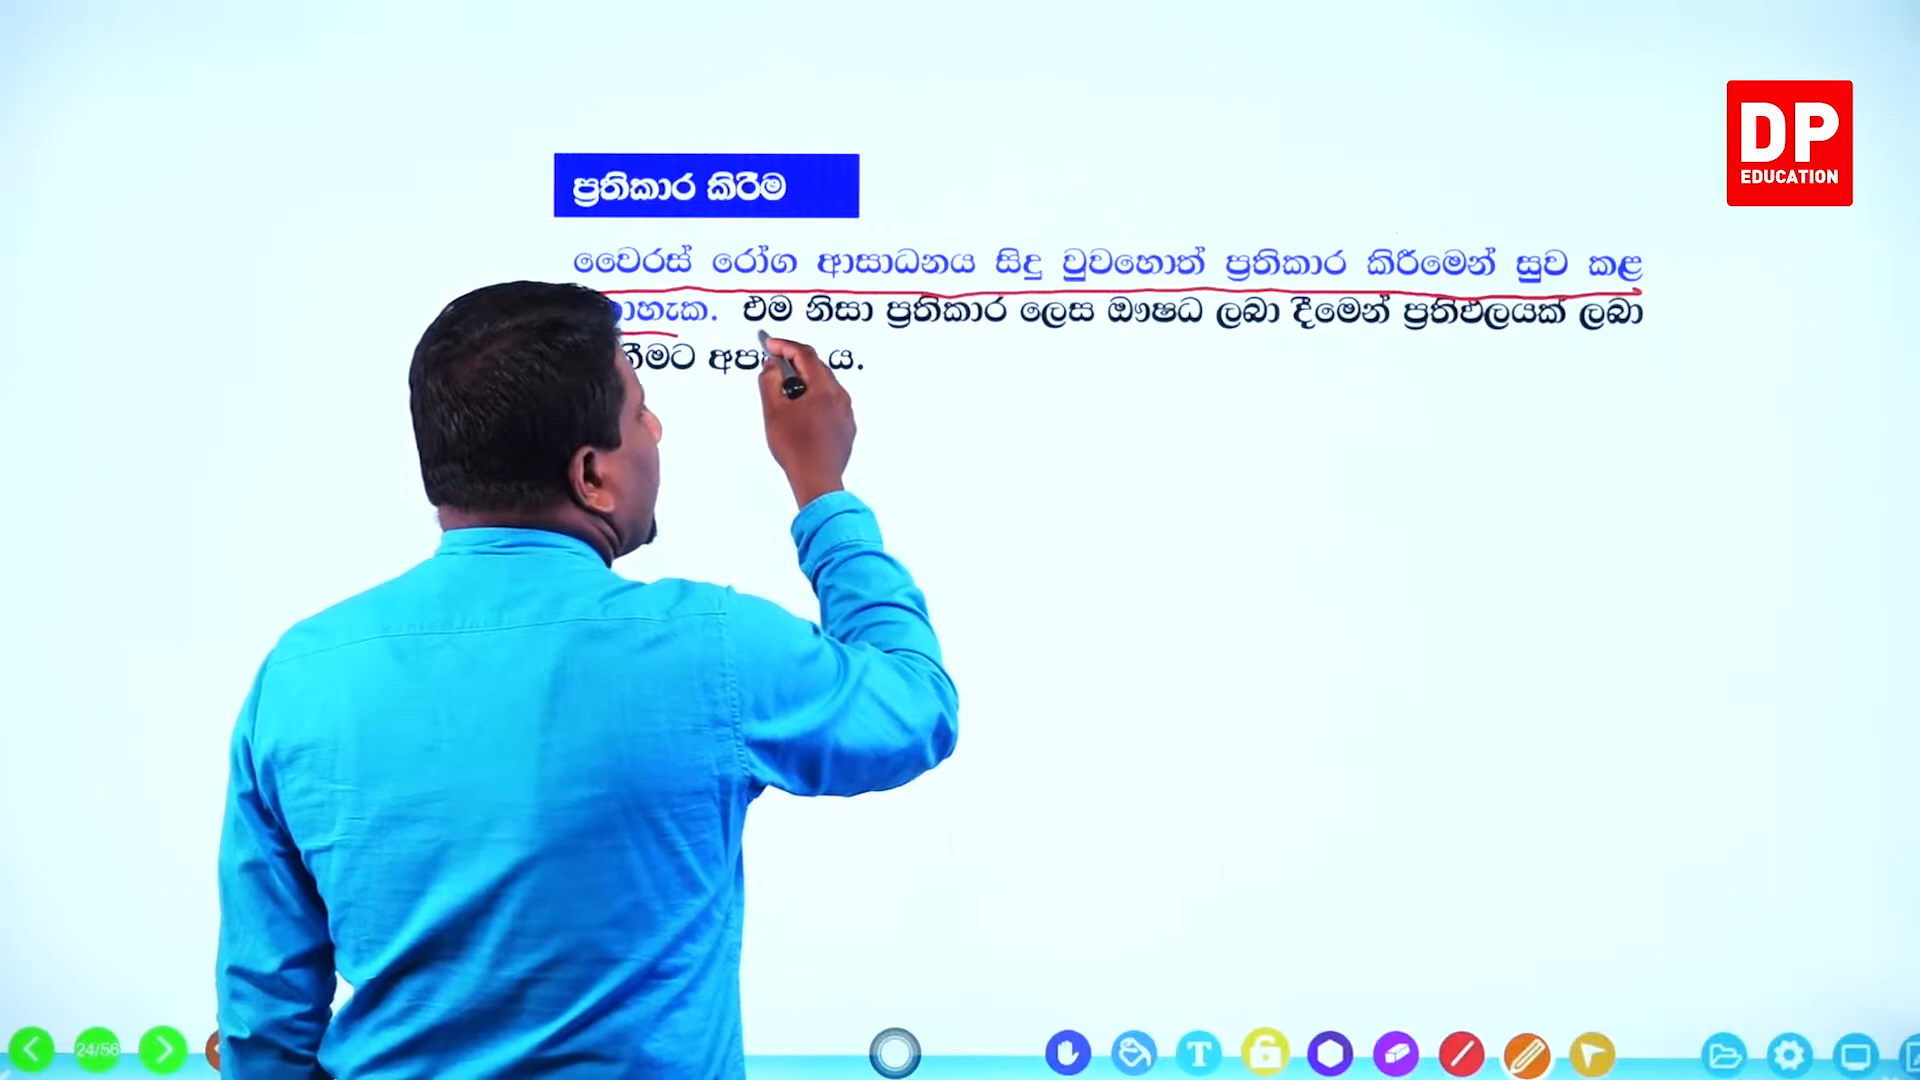 DP
EDUCATION
ප්‍රතිකාර කිරීම
වෛරස් රෝග ආසාධනය සිදු වුවහොත් ප්‍රතිකාර කිරීමෙන් සුව කළ
එම නිසා ප්‍රතිකාර ලෙස ඖෂධ ලබා දීමෙන් ප්‍රතිඵලයක් ලබා
24/56
T